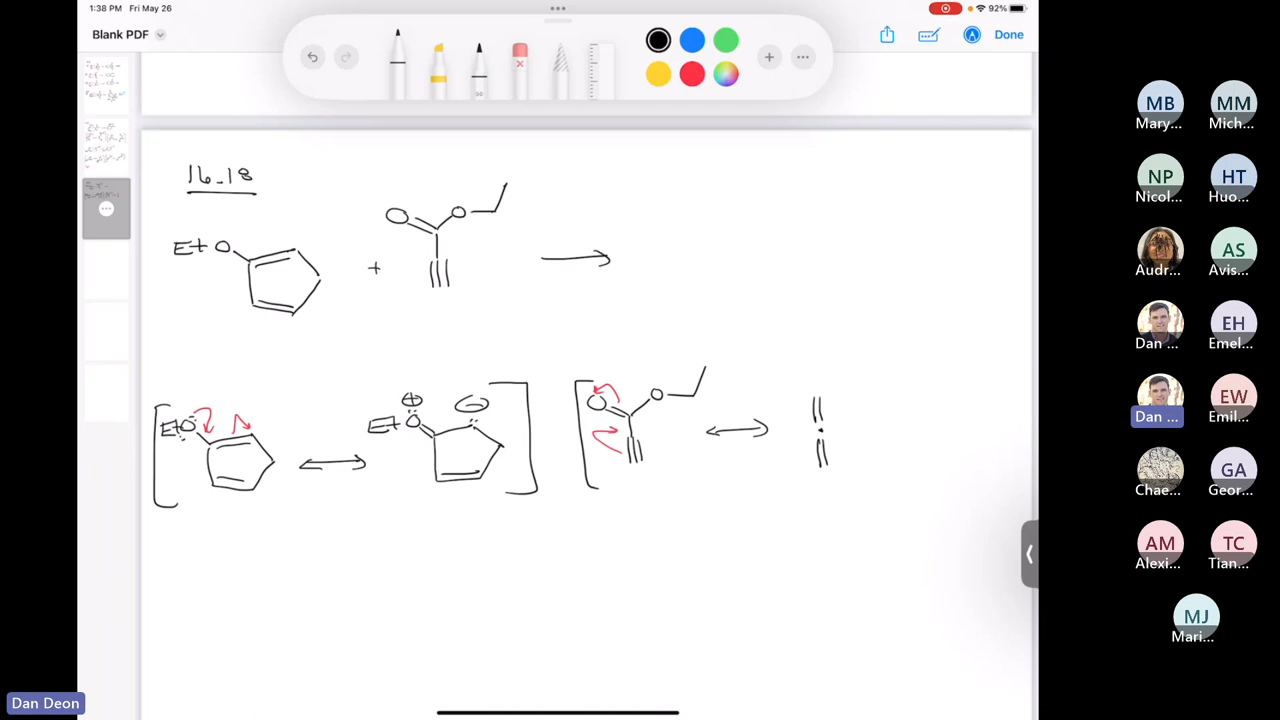 1:38 PM Fri May 26
92%
Blank PDF
Done
16.18
O
O
Et O
+
⊕
⊖
EtO
EtO
O
O
MB
Mary...
MM
Mich...
NP
Nicol...
HT
Huo...
Audr...
AS
Avis...
Dan ...
EH
Emel...
Dan ...
EW
Emil...
Chae...
GA
Geor...
AM
Alexi...
TC
Tian...
MJ
Mari...
Dan Deon